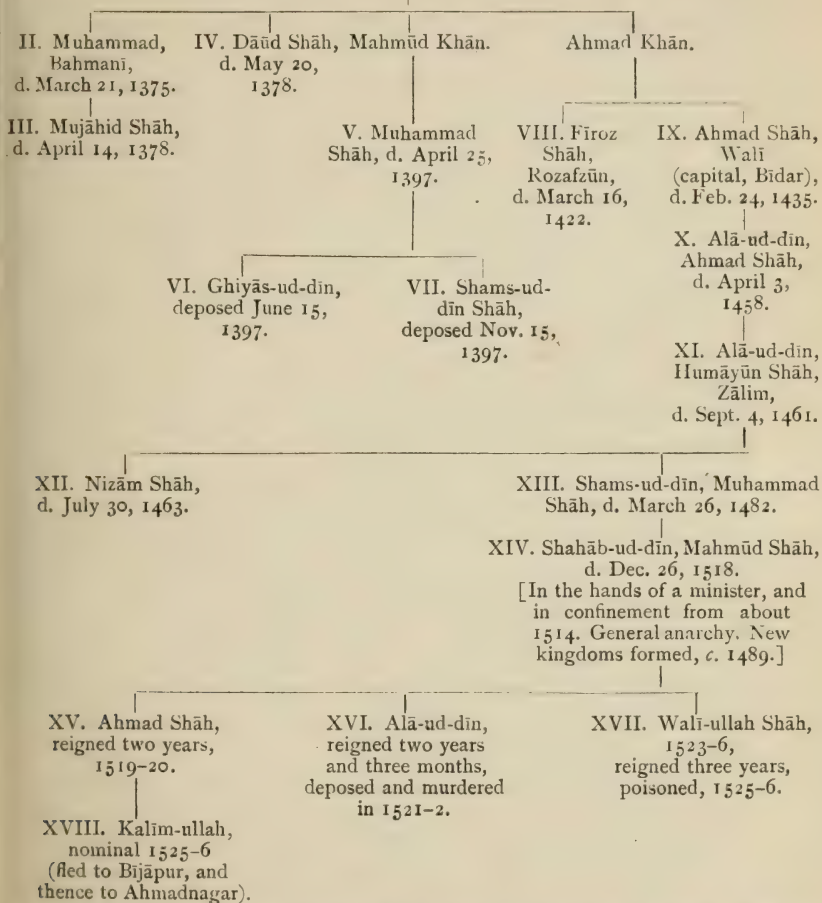 II. Muhammad,
Bahmanī,
d. March 21, 1375.
IV. Dāūd Shāh,
d. May 20,
1378.
Mahmūd Khān.
Ahmad Khān.
III. Mujāhid Shāh,
d. April 14, 1378.
V. Muhammad
Shāh, d. April 25,
1397.
VIII. Fīroz
Shāh,
Rozafzūn,
d. March 16,
1422.
IX. Ahmad Shāh,
Walī
(capital, Bīdar),
d. Feb. 24, 1435.
X. Alā-ud-dīn,
Ahmad Shāh,
d. April 3,
1458.
VI. Ghiyās-ud-dīn,
deposed June 15,
1397.
VII. Shams-ud-
dīn Shāh,
deposed Nov. 15,
1397.
XI. Alā-ud-dīn,
Humāyūn Shāh,
Zālim,
d. Sept. 4, 1461.
XII. Nizām Shāh,
d. July 30, 1463.
XIII. Shams-ud-dīn, Muhammad
Shāh, d. March 26, 1482.
XIV. Shahāb-ud-dīn, Mahmūd Shāh,
d. Dec. 26, 1518.
[In the hands of a minister, and
in confinement from about
1514. General anarchy. New
kingdoms formed, c. 1489.]
XV. Ahmad Shāh,
reigned two years,
1519-20.
XVI. Alā-ud-dīn,
reigned two years
and three months,
deposed and murdered
in 1521-2.
XVII. Walī-ullah Shāh,
1523-6,
reigned three years,
poisoned, 1525-6.
XVIII. Kalīm-ullah,
nominal 1525-6
(fled to Bījāpur, and
thence to Ahmadnagar).